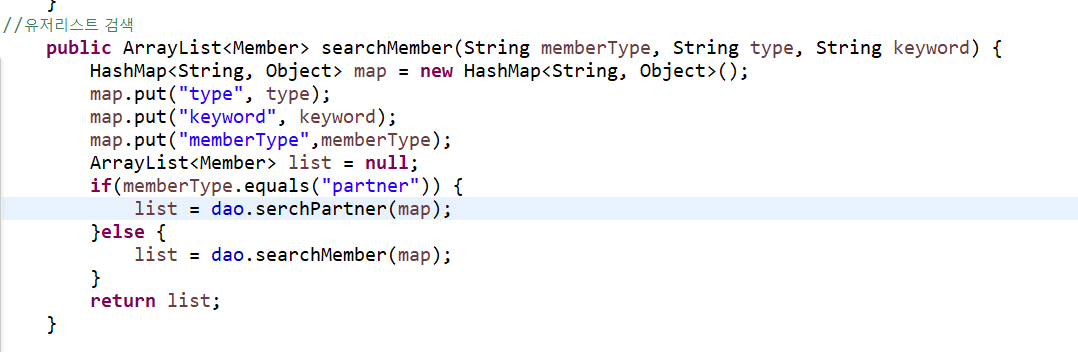 }
//유저리스트 검색
public ArrayList<Member> searchMember(String memberType, String type, String keyword) {
HashMap<String, Object> map = new HashMap<String, Object>();
map.put("type", type);
map.put("keyword", keyword);
map.put("memberType",memberType);
ArrayList<Member> list = null;
if(memberType.equals("partner")) {
list = dao.serchPartner(map);
}else {
list = dao.searchMember(map);
}
return list;
}